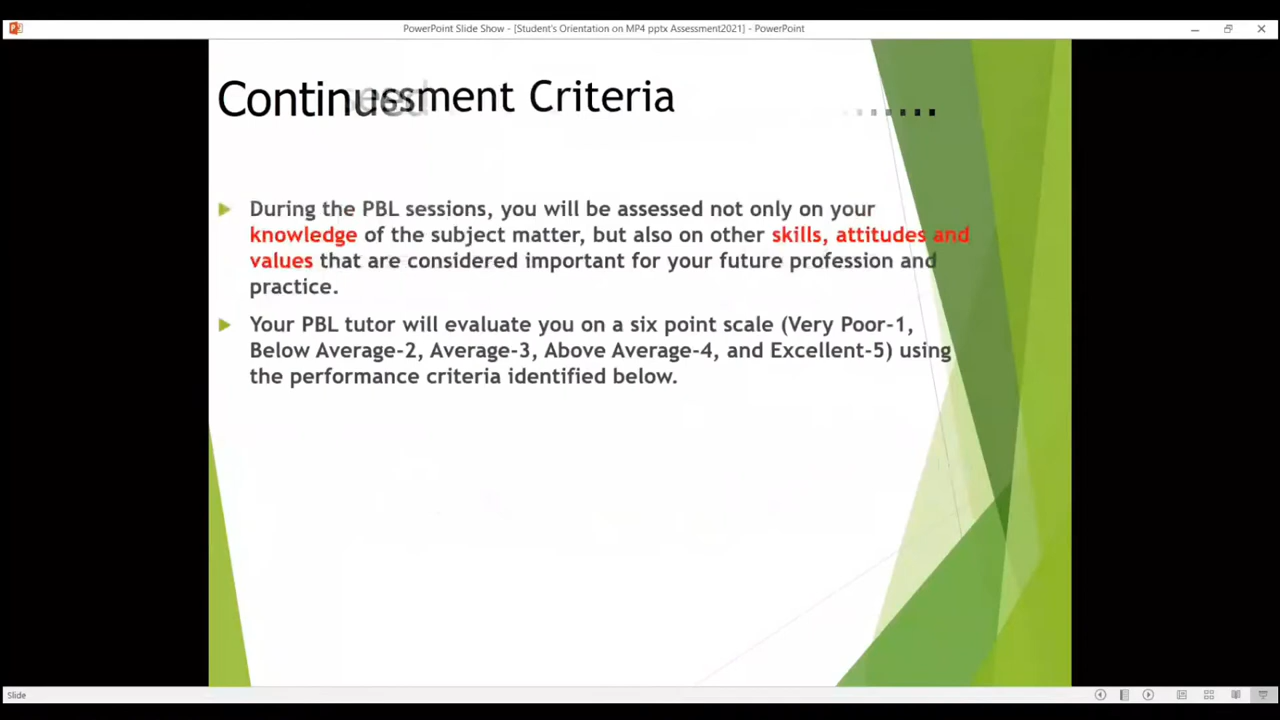 PowerPoint Slide Show - [Student's Orientation on MP4 pptx Assessment2021] - PowerPoint
Criteria
.......
During the PBL sessions, you will be assessed not only on your
knowledge of the subject matter, but also on other skills, attitudes and
values that are considered important for your future profession and
practice.
Your PBL tutor will evaluate you on a six point scale (Very Poor-1,
Below Average-2, Average-3, Above Average-4, and Excellent-5) using
the performance criteria identified below.
Slide